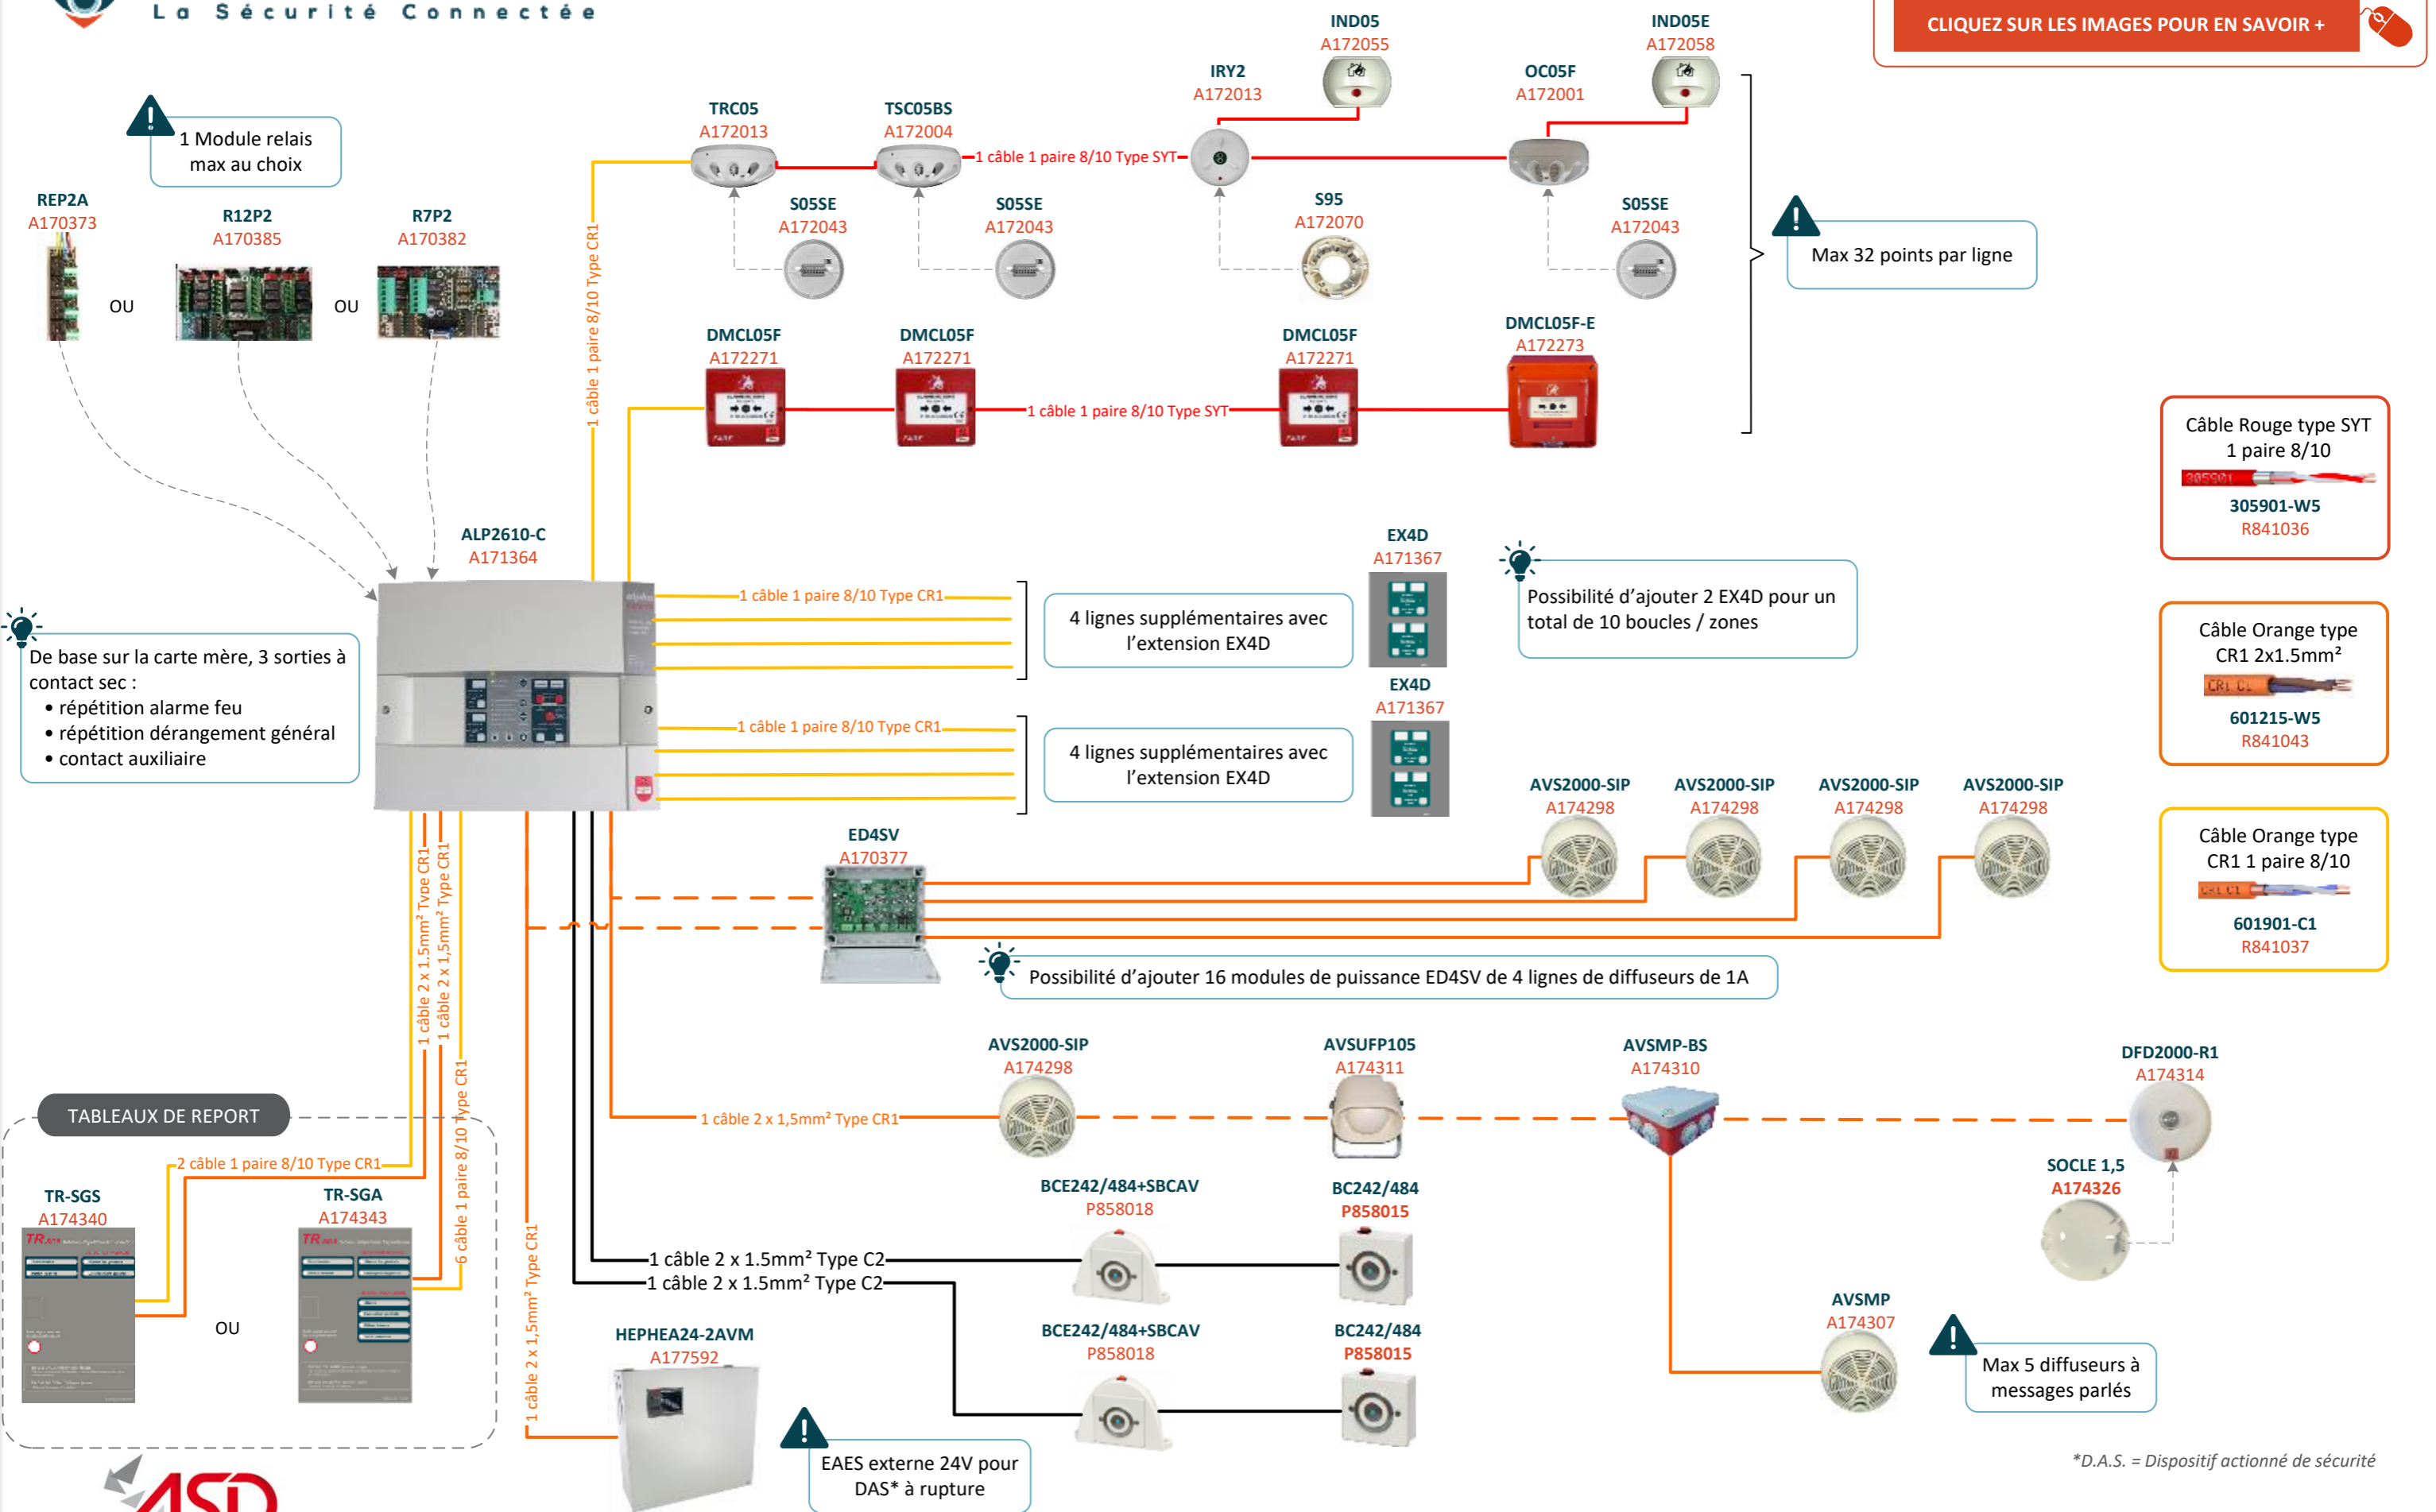 La Sécurité Connectée
CLIQUEZ SUR LES IMAGES POUR EN SAVOIR +
IND05
A172055
IND05E
A172058
IRY2
A172013
OC05F
A172001
TRC05
A172013
TSC05BS
A172004
1 câble 1 paire 8/10 Type SYT
1 Module relais
max au choix
REP2A
A170373
OU
R12P2
A170385
OU
R7P2
A170382
1 câble 1 paire 8/10 Type CR1
S05SE
A172043
S05SE
A172043
S95
A172070
S05SE
A172043
Max 32 points par ligne
DMCL05F
A172271
DMCL05F
A172271
DMCL05F
A172271
DMCL05F-E
A172273
1 câble 1 paire 8/10 Type SYT
FARE
FARE
FARE
Câble Rouge type SYT
1 paire 8/10
305901
305901-W5
R841036
ALP2610-C
A171364
EX4D
A171367
1 câble 1 paire 8/10 Type CR1
4 lignes supplémentaires avec
l'extension EX4D
Possibilité d'ajouter 2 EX4D pour un
total de 10 boucles / zones
Câble Orange type
CR1 2x1.5mm²
CR1 C1
601215-W5
R841043
De base sur la carte mère, 3 sorties à
contact sec :
• répétition alarme feu
• répétition dérangement général
• contact auxiliaire
EX4D
A171367
1 câble 1 paire 8/10 Type CR1
4 lignes supplémentaires avec
l'extension EX4D
AVS2000-SIP
A174298
AVS2000-SIP
A174298
AVS2000-SIP
A174298
AVS2000-SIP
A174298
Câble Orange type
CR1 1 paire 8/10
CR1 C1
601901-C1
R841037
ED4SV
A170377
Possibilité d'ajouter 16 modules de puissance ED4SV de 4 lignes de diffuseurs de 1A
1 câble 2 x 1.5mm² Type CR1
1 câble 2 x 1,5mm² Type CR1
6 câble 1 paire 8/10 Type CR1
AVS2000-SIP
A174298
AVSUFP105
A174311
AVSMP-BS
A174310
DFD2000-R1
A174314
1 câble 2 x 1,5mm² Type CR1
TABLEAUX DE REPORT
2 câble 1 paire 8/10 Type CR1
TR-SGS
A174340
TR
OU
TR-SGA
A174343
TR
SOCLE 1,5
A174326
BCE242/484+SBCAV
P858018
BC242/484
P858015
1 câble 2 x 1.5mm² Type C2
1 câble 2 x 1.5mm² Type C2
1 câble 2 x 1,5mm² Type CR1
HEPHEA24-2AVM
A177592
BCE242/484+SBCAV
P858018
BC242/484
P858015
AVSMP
A174307
Max 5 diffuseurs à
messages parlés
EAES externe 24V pour
DAS* à rupture
*D.A.S. = Dispositif actionné de sécurité
ASD